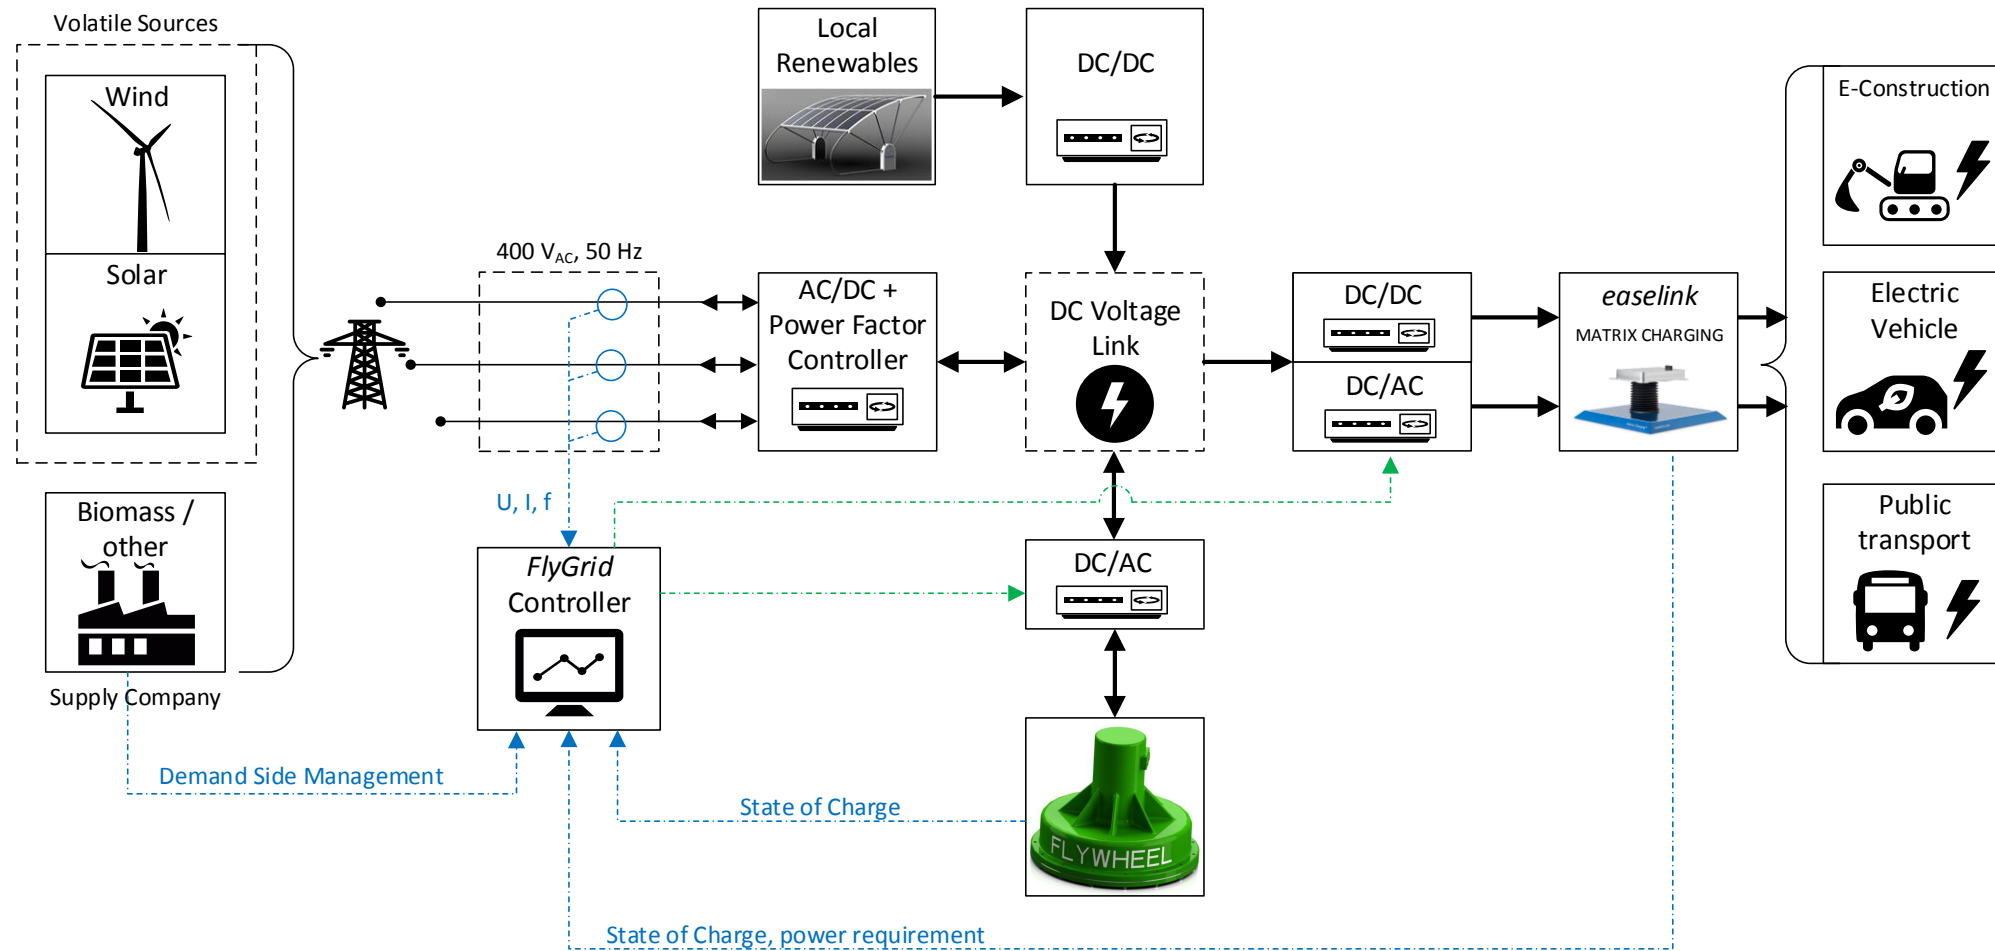 Volatile Sources
Wind
Solar
Biomass /
other
Supply Company
400 VAC, 50 Hz
U, I, f
FlyGrid
Controller
Demand Side Management
State of Charge
State of Charge, power requirement
Local
Renewables
DC/DC
AC/DC +
Power Factor
Controller
DC Voltage
Link
DC/AC
FLYWHEEL
DC/DC
DC/AC
easelink
MATRIX CHARGING
E-Construction
Electric
Vehicle
Public
transport